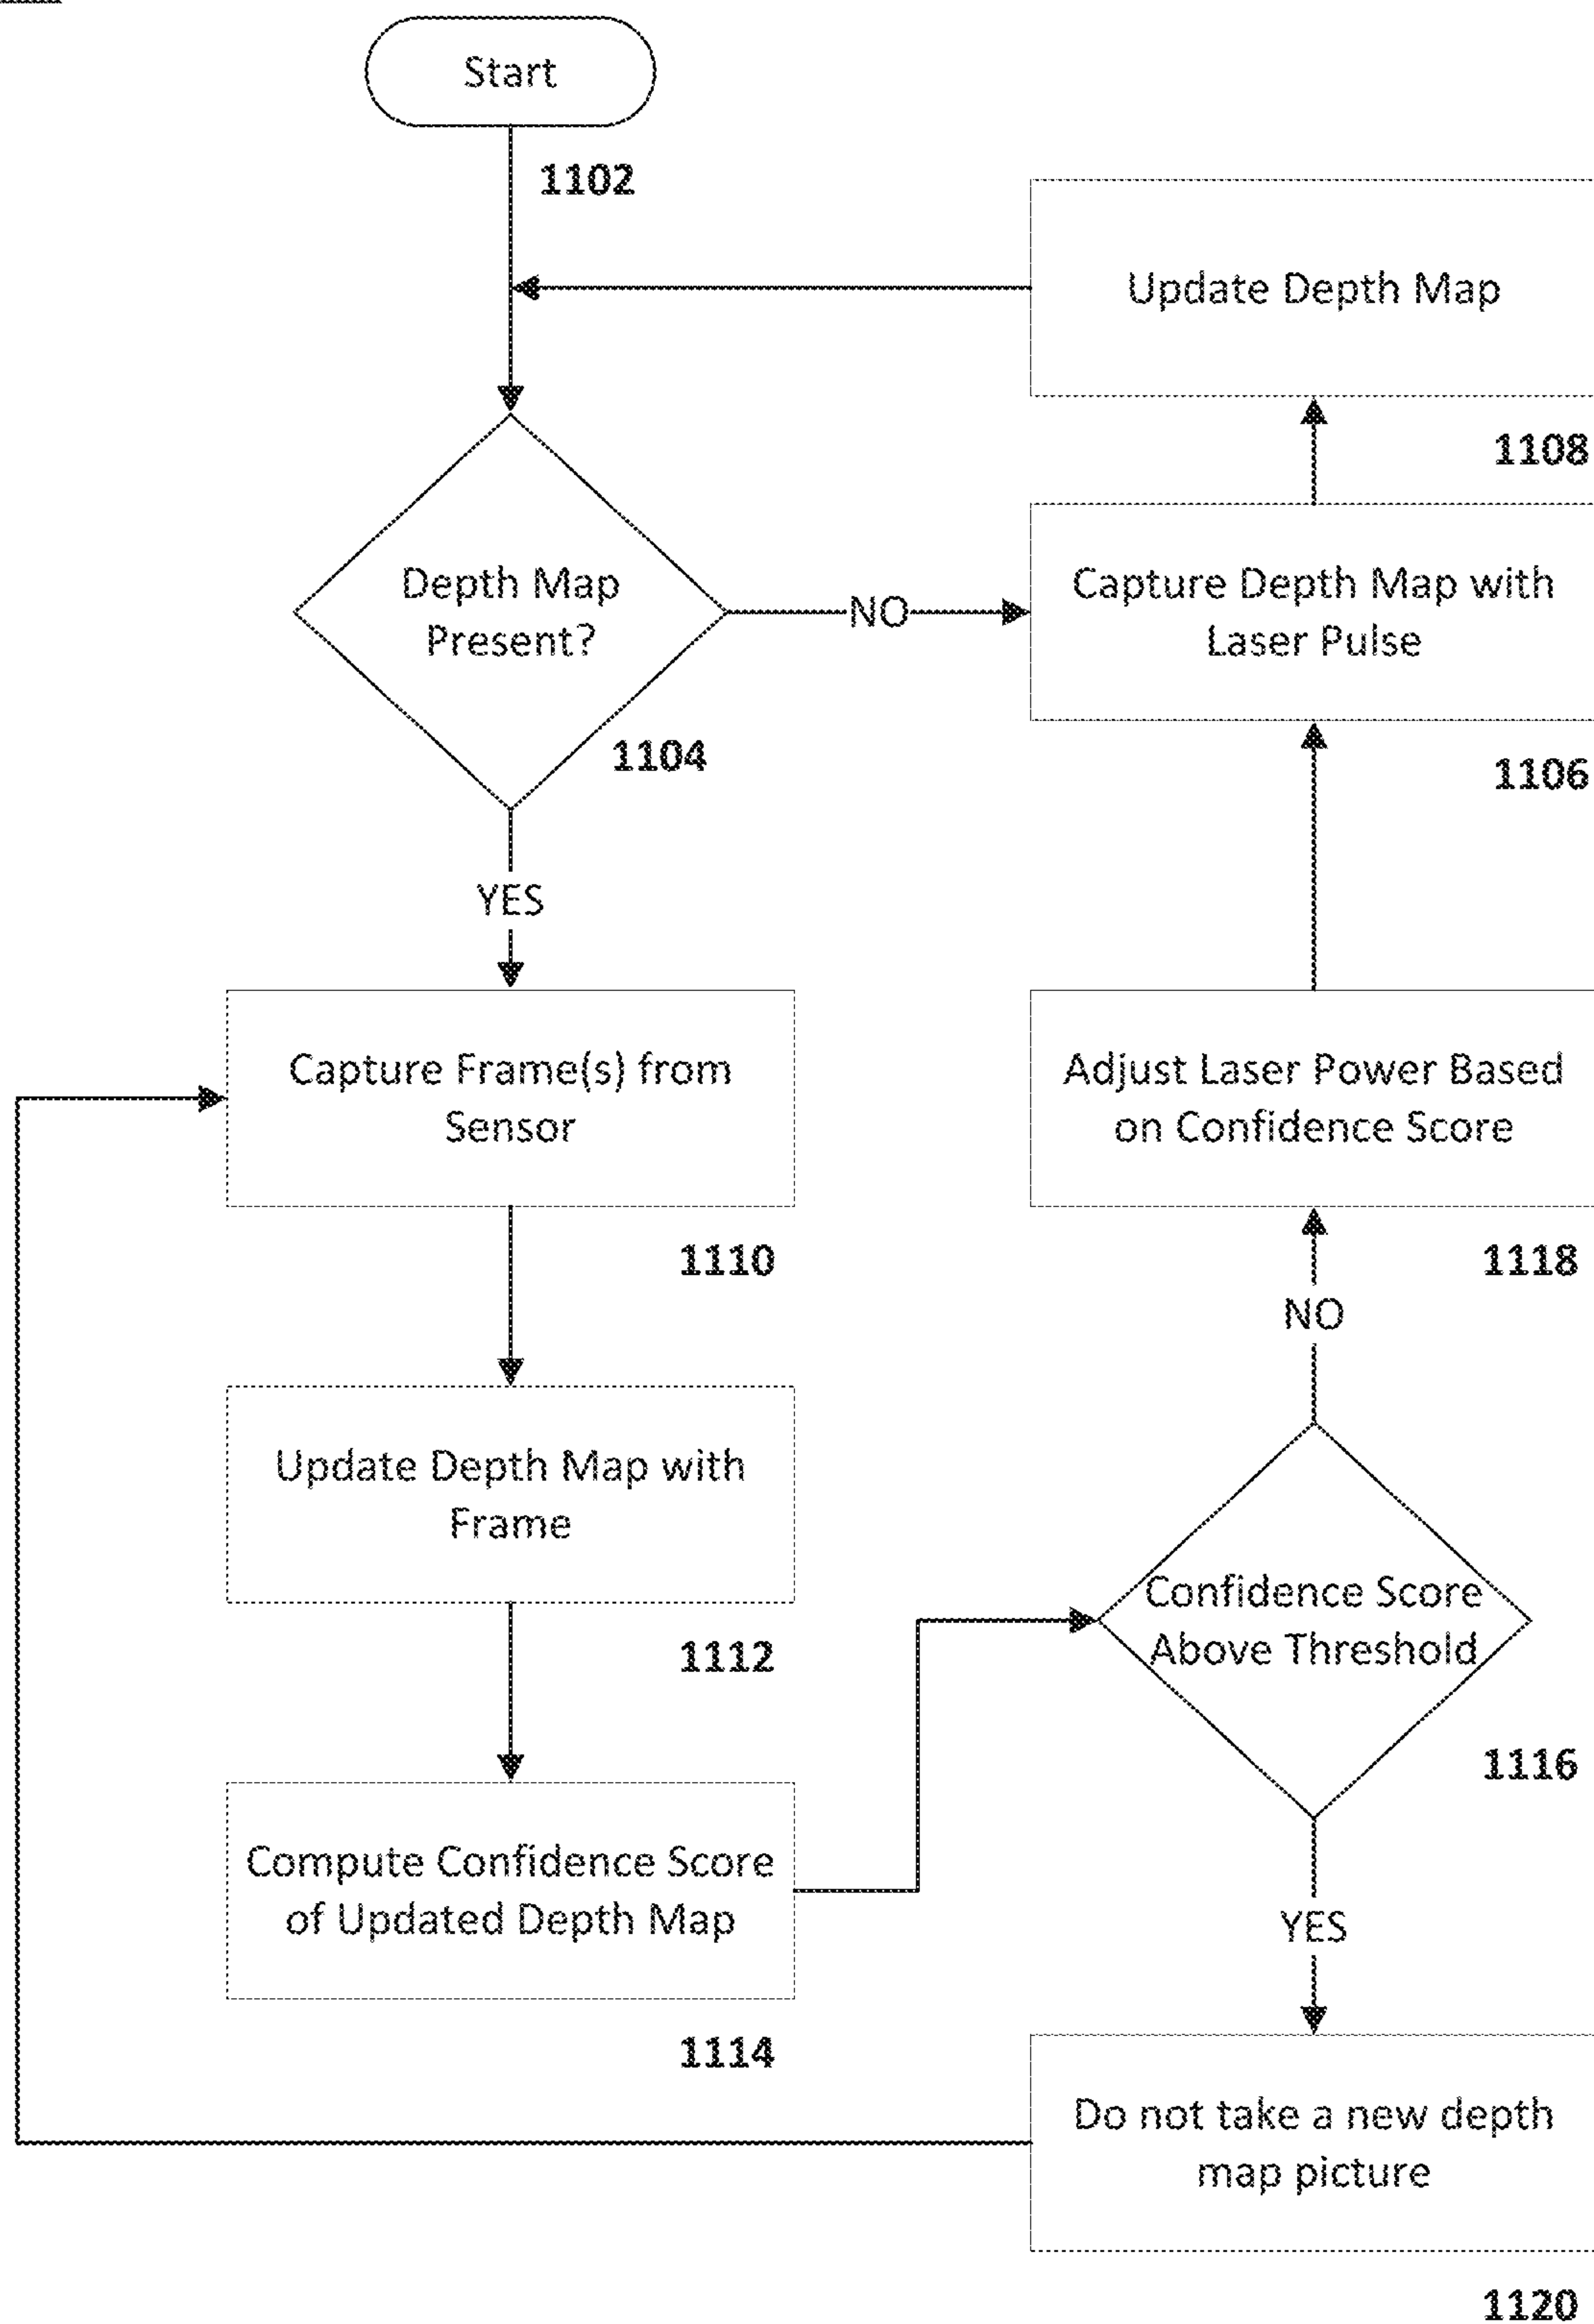 Start
1102
Update Depth Map
1108
Depth Map
Present?
NO
Capture Depth Map with
Laser Pulse
1104
1106
YES
Capture Frame(s) from
Sensor
Adjust Laser Power Based
on Confidence Score
1110
1118
NO
Update Depth Map with
Frame
Confidence Score
Above Threshold
1112
1116
Compute Confidence Score
of Updated Depth Map
YES
1114
Do not take a new depth
map picture
1120